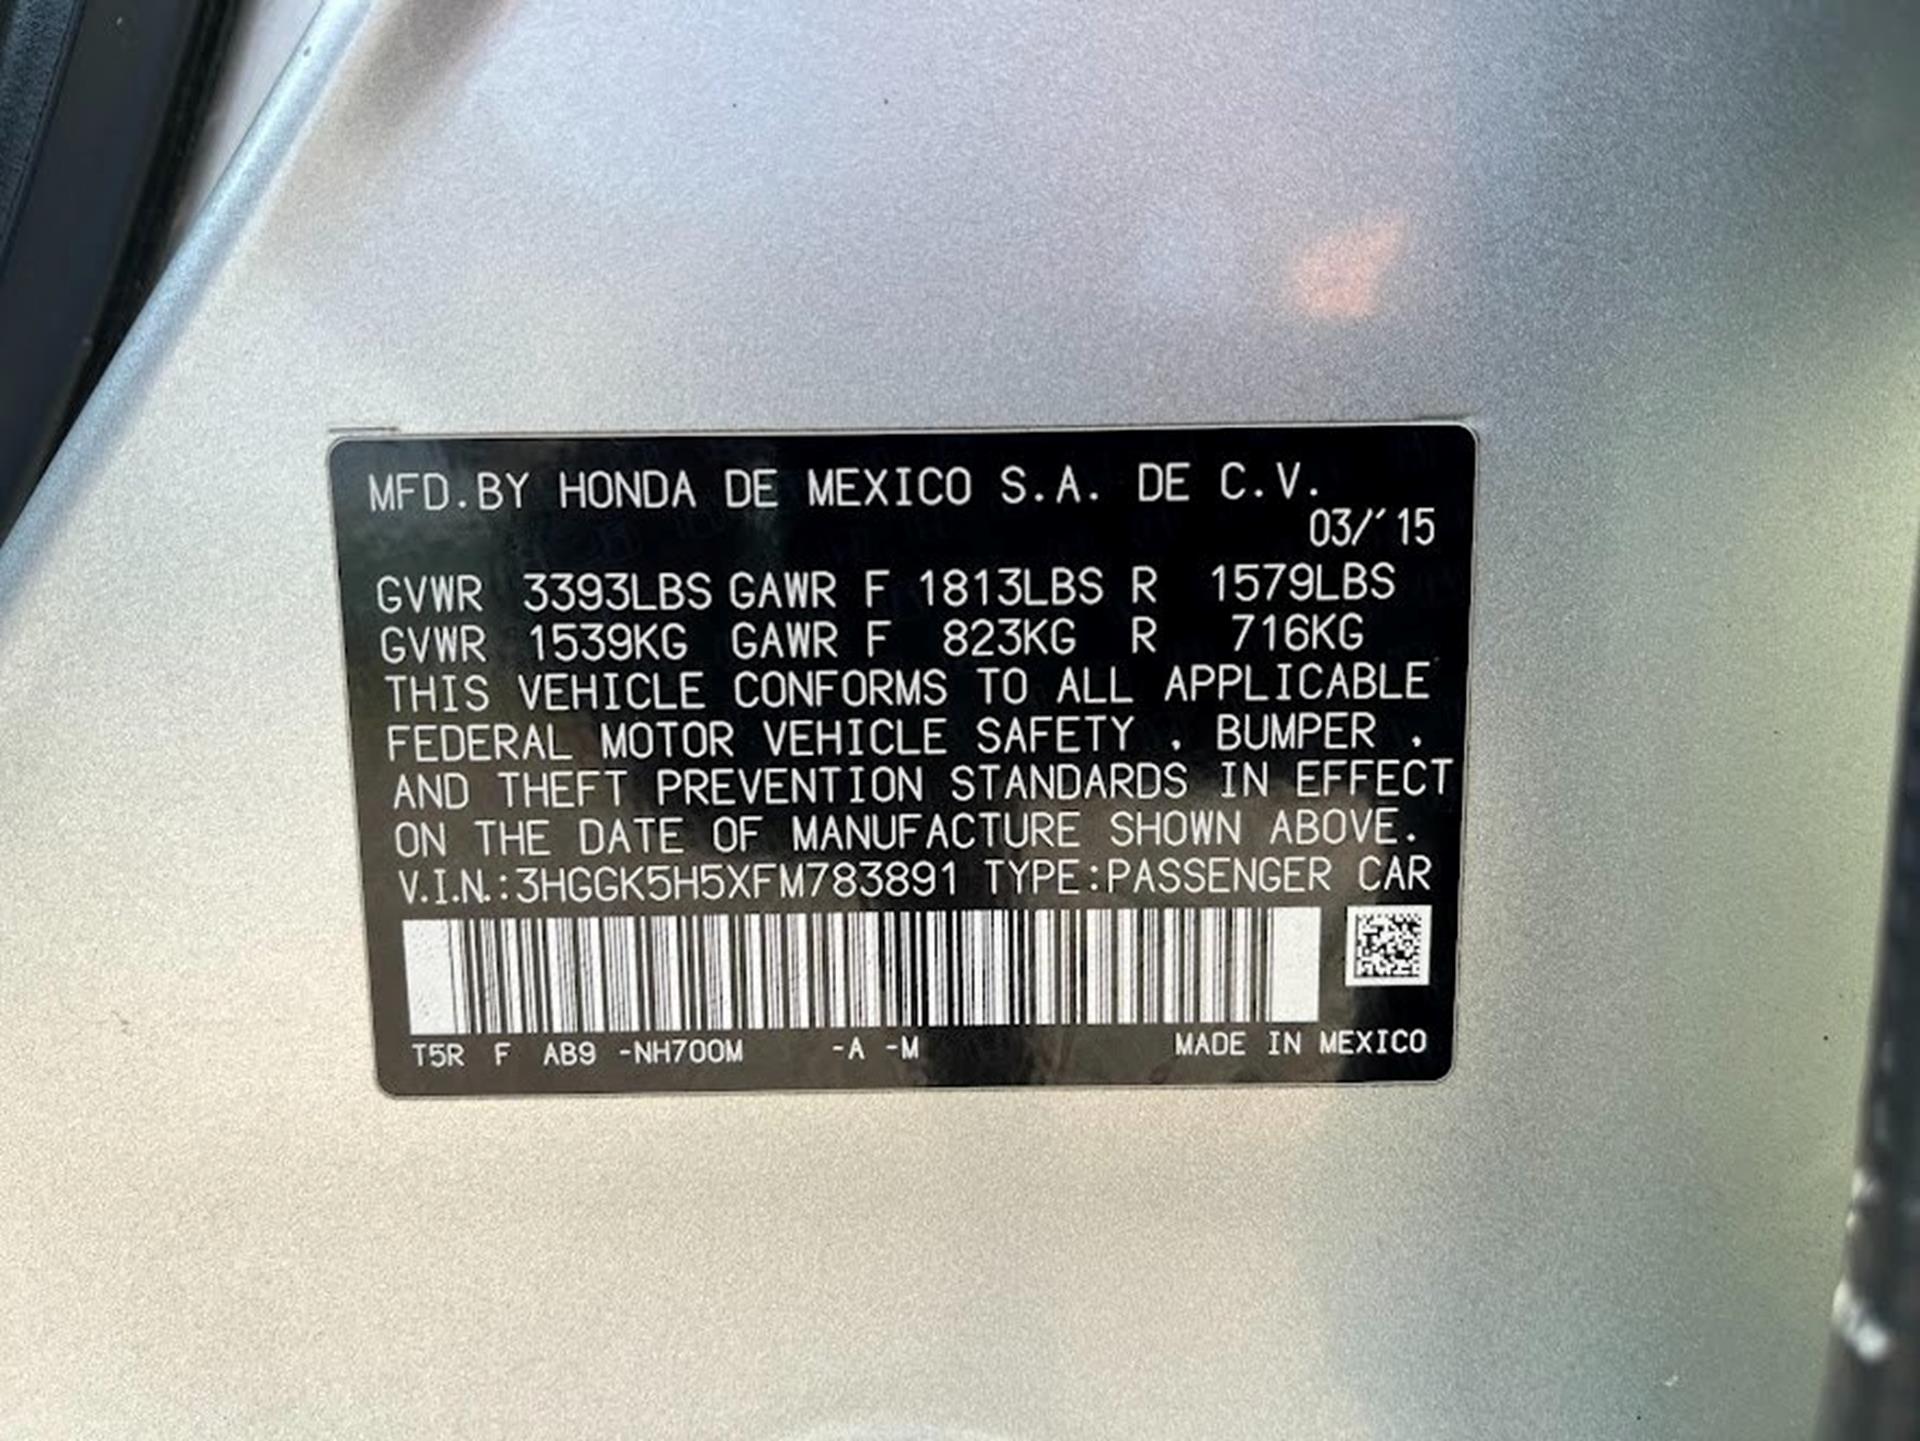 MFD.BY HONDA DE MEXICO S.A. DE C.V.
03/'15
GVWR 3393LBS GAWR F 1813LBS R 1579LBS
GVWR 1539KG GAWR F 823KG R 716KG
THIS VEHICLE CONFORMS TO ALL APPLICABLE
FEDERAL MOTOR VEHICLE SAFETY . BUMPER .
AND THEFT PREVENTION STANDARDS IN EFFECT
ON THE DATE OF MANUFACTURE SHOWN ABOVE.
V.I.N.:3HGGK5H5XFM783891 TYPE:PASSENGER CAR
T5R F AB9 -NH700M -A -M MADE IN MEXICO